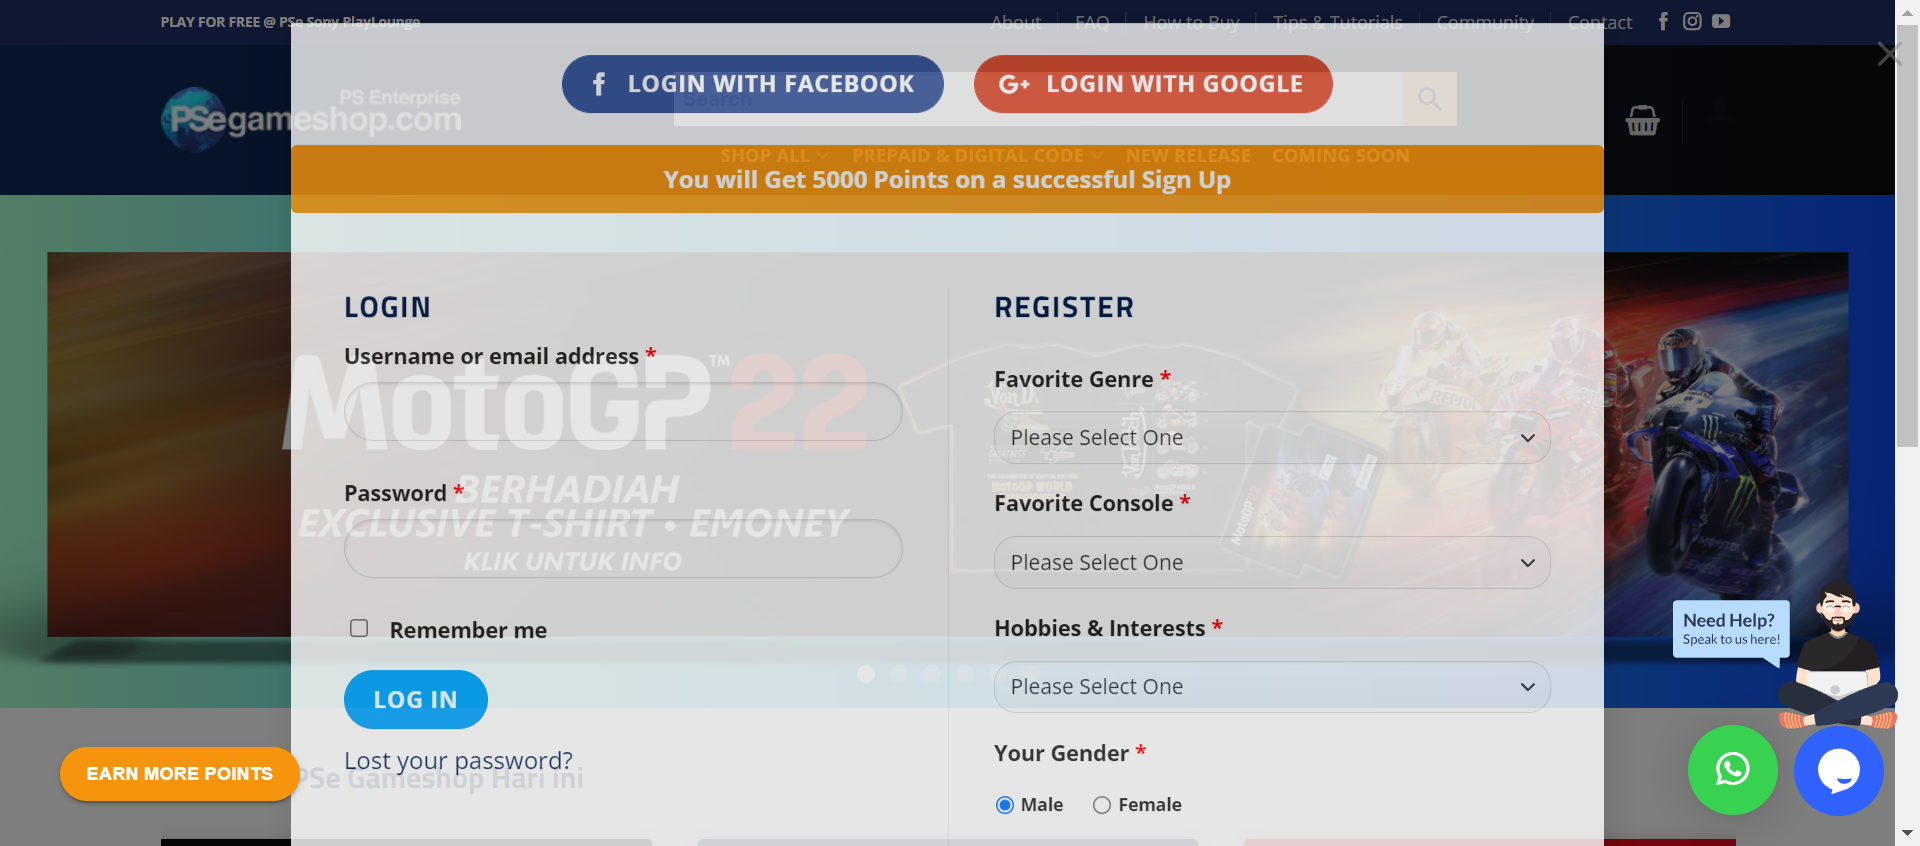 PLAY FOR FREE @ PSe Sony PlayLounge
About
FAQ
How to Buy
Tips & Tutorials
Community
Contact
LOGIN WITH FACEBOOK
G+ LOGIN WITH GOOGLE
PS Enterprise
PSegameshop.com
Search
SHOP ALL
PREPAID & DIGITAL CODE
NEW RELEASE
COMING SOON
You will Get 5000 Points on a successful Sign Up
LOGIN
Username or email address *
Password *
Remember me
LOG IN
Lost your password?
MotoGP™ 22
BERHADIAH
EXCLUSIVE T-SHIRT • EMONEY
KLIK UNTUK INFO
REGISTER
Favorite Genre *
Please Select One
Favorite Console *
Please Select One
Hobbies & Interests *
Please Select One
Your Gender *
Male
Female
REPSOL
MotoGP 22
Need Help?
Speak to us here!
EARN MORE POINTS
PSe Gameshop Hari ini